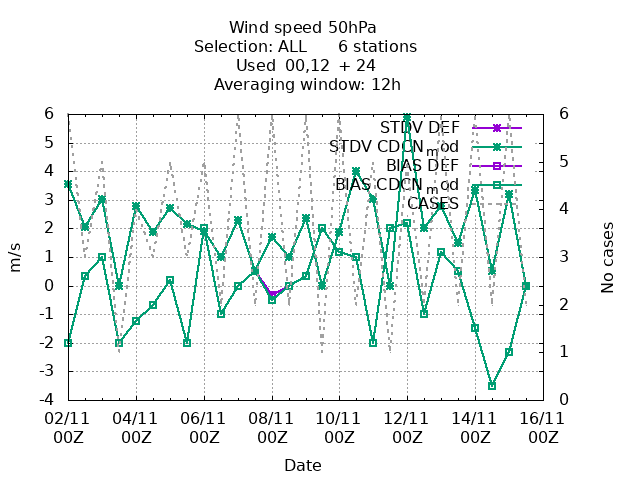 Wind speed 50hPa
Selection: ALL 6 stations
Used 00,12 + 24
Averaging window: 12h
6
5
4
3
2
1
0
-1
-2
-3
-4
m/s
STDV DEF
STDV CDCNmod
BIAS DEF
BIAS CDCNmod
CASES
6
5
4
3
2
1
0
No cases
02/11 04/11 06/11 08/11 10/11 12/11 14/11 16/11
00Z 00Z 00Z 00Z 00Z 00Z 00Z 00Z
Date